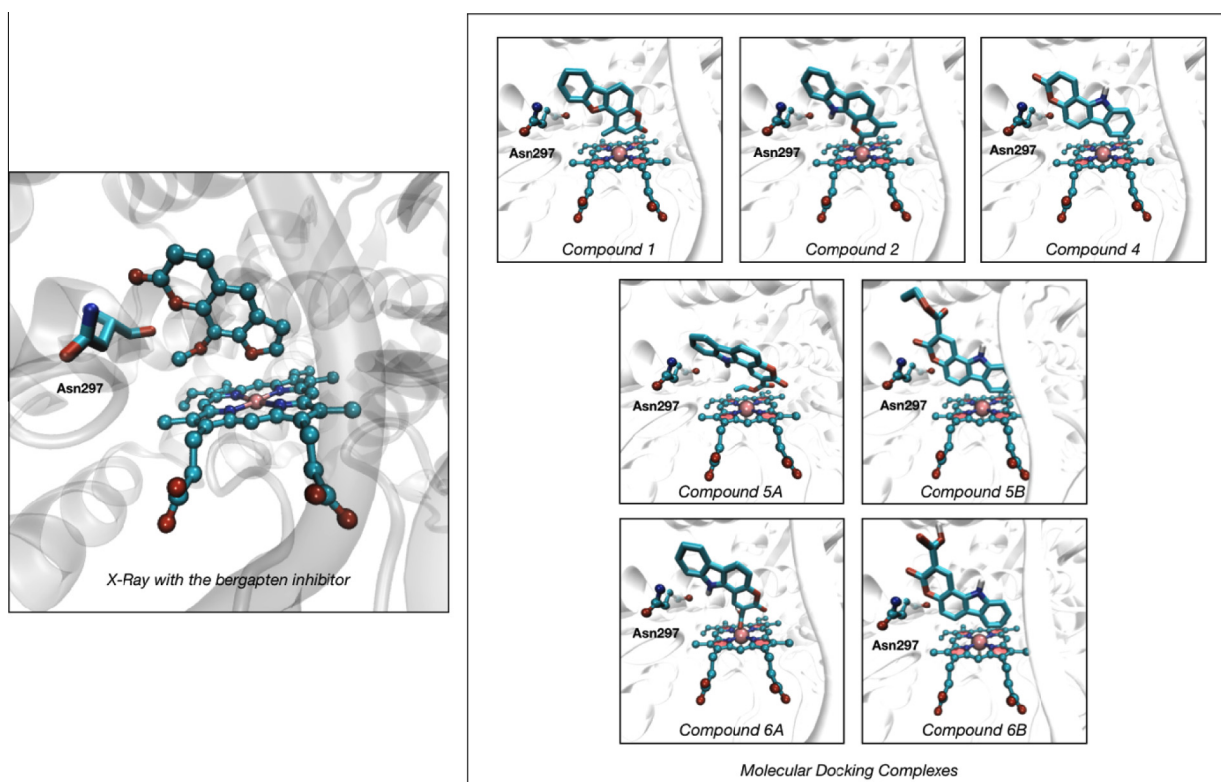 Asn297
X-Ray with the bergapten inhibitor
Asn297
Compound 1
Asn297
Compound 2
Asn297
Compound 4
Asn297
Compound 5A
Asn297
Compound 5B
Asn297
Compound 6A
Asn297
Compound 6B
Molecular Docking Complexes